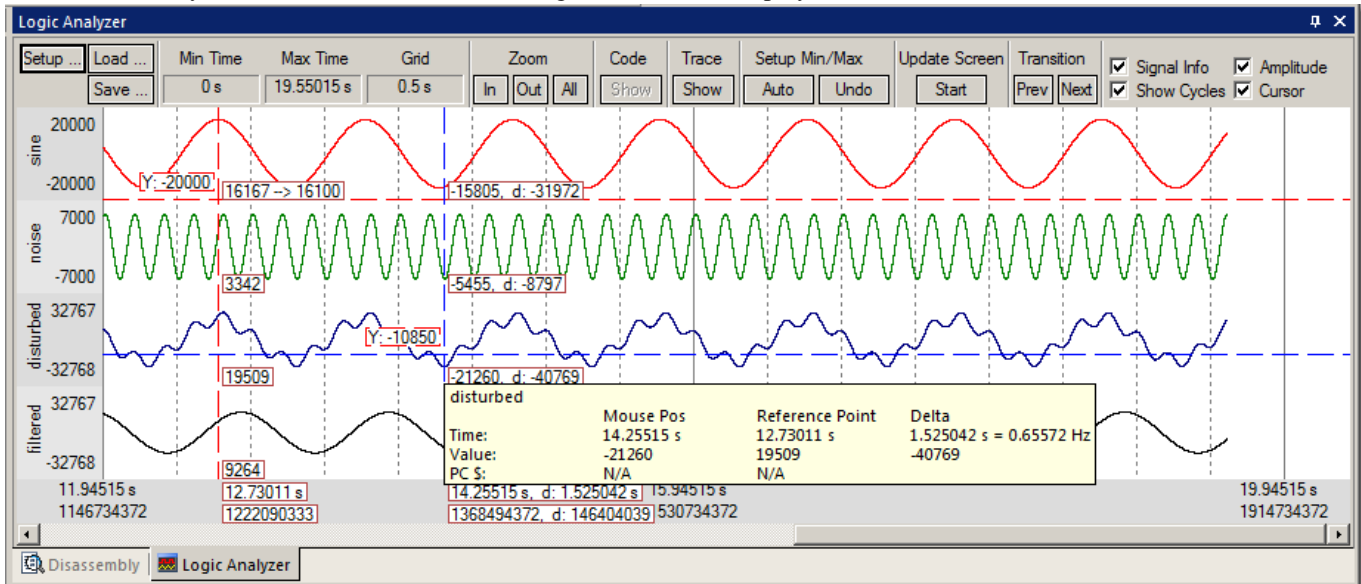 Logic Analyzer
Setup ... Load ... Min Time Max Time Grid Zoom Code Trace Setup Min/Max Update Screen Transition Signal Info Amplitude
Save ... 0 s 19.55015 s 0.5 s In Out All Show Show Auto Undo Start Prev Next Show Cycles Cursor
sine
20000
-20000
Y: -20000
16167 --> 16100
-15805, d: -31972
noise
7000
-7000
3342
-5455, d: -8797
disturbed
32767
-32768
Y: -10850
19509
-21260, d: -40769
filtered
32767
-32768
9264
disturbed
Mouse Pos Reference Point Delta
Time: 14.25515 s 12.73011 s 1.525042 s = 0.65572 Hz
Value: -21260 19509 -40769
PC $: N/A N/A
11.94515 s 12.73011 s 14.25515 s, d: 1.525042 s 15.94515 s 19.94515 s
1146734372 1222090333 1368494372, d: 146404039 530734372 1914734372
Disassembly Logic Analyzer